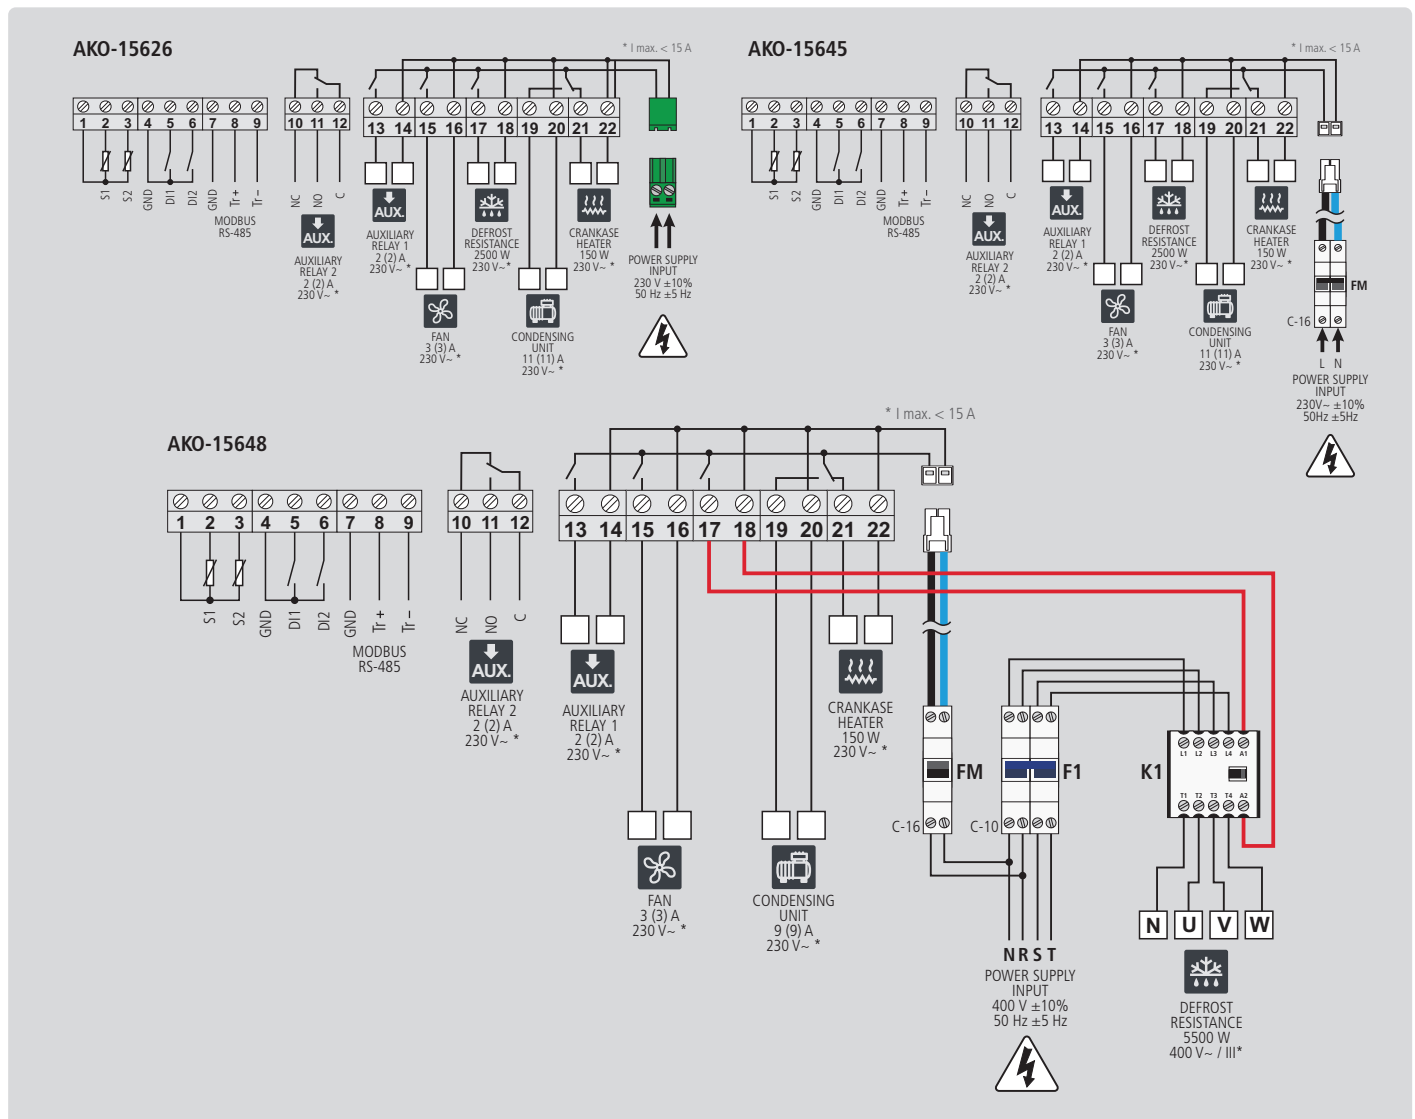 AKO-15626
* I max. < 15 A
1 2 3 4 5 6 7 8 9
10 11 12
13 14 15 16 17 18 19 20 21 22
S1
S2
GND
DI1
DI2
GND
Tr +
Tr −
MODBUS
RS-485
NC
NO
C
AUX.
AUXILIARY
RELAY 2
2 (2) A
230 V~ *
AUX.
AUXILIARY
RELAY 1
2 (2) A
230 V~ *
FAN
3 (3) A
230 V~ *
DEFROST
RESISTANCE
2500 W
230 V~ *
CONDENSING
UNIT
11 (11) A
230 V~ *
CRANKASE
HEATER
150 W
230 V~ *
POWER SUPPLY
INPUT
230 V ±10%
50 Hz ±5 Hz
AKO-15645
* I max. < 15 A
1 2 3 4 5 6 7 8 9
10 11 12
13 14 15 16 17 18 19 20 21 22
S1
S2
GND
DI1
DI2
GND
Tr +
Tr −
MODBUS
RS-485
NC
NO
C
AUX.
AUXILIARY
RELAY 2
2 (2) A
230 V~ *
AUX.
AUXILIARY
RELAY 1
2 (2) A
230 V~ *
FAN
3 (3) A
230 V~ *
DEFROST
RESISTANCE
2500 W
230 V~ *
CONDENSING
UNIT
11 (11) A
230 V~ *
CRANKASE
HEATER
150 W
230 V~ *
FM
C-16
L N
POWER SUPPLY
INPUT
230V~ ±10%
50Hz ±5Hz
AKO-15648
* I max. < 15 A
1 2 3 4 5 6 7 8 9
10 11 12
13 14 15 16 17 18 19 20 21 22
S1
S2
GND
DI1
DI2
GND
Tr +
Tr −
MODBUS
RS-485
NC
NO
C
AUX.
AUXILIARY
RELAY 2
2 (2) A
230 V~ *
AUX.
AUXILIARY
RELAY 1
2 (2) A
230 V~ *
FAN
3 (3) A
230 V~ *
CONDENSING
UNIT
9 (9) A
230 V~ *
CRANKASE
HEATER
150 W
230 V~ *
FM
C-16
F1
C-10
K1
L1 L2 L3 L4 A1
T1 T2 T3 T4 A2
N R S T
POWER SUPPLY
INPUT
400 V ±10%
50 Hz ±5 Hz
N U V W
DEFROST
RESISTANCE
5500 W
400 V~ / III*